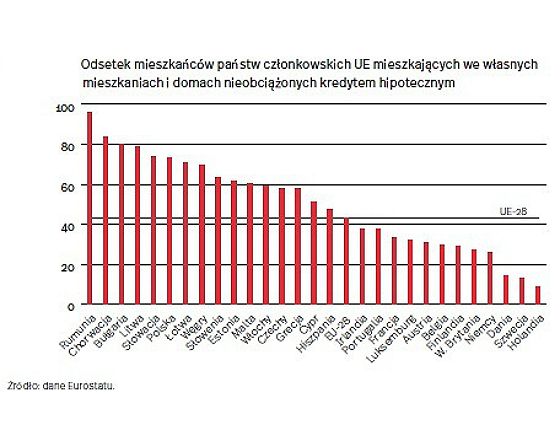 Odsetek mieszkańców państw członkowskich UE mieszkających we własnych
mieszkaniach i domach nieobciążonych kredytem hipotecznym
100
80
60
40
20
0
UE-28
Rumunia
Chorwacja
Bułgaria
Litwa
Słowacja
Polska
Łotwa
Węgry
Słowenia
Estonia
Malta
Włochy
Czechy
Grecja
Cypr
Hiszpania
EU-28
Irlandia
Portugalia
Francja
Luksemburg
Austria
Belgia
Finlandia
W. Brytania
Niemcy
Dania
Szwecja
Holandia
Źródło: dane Eurostatu.